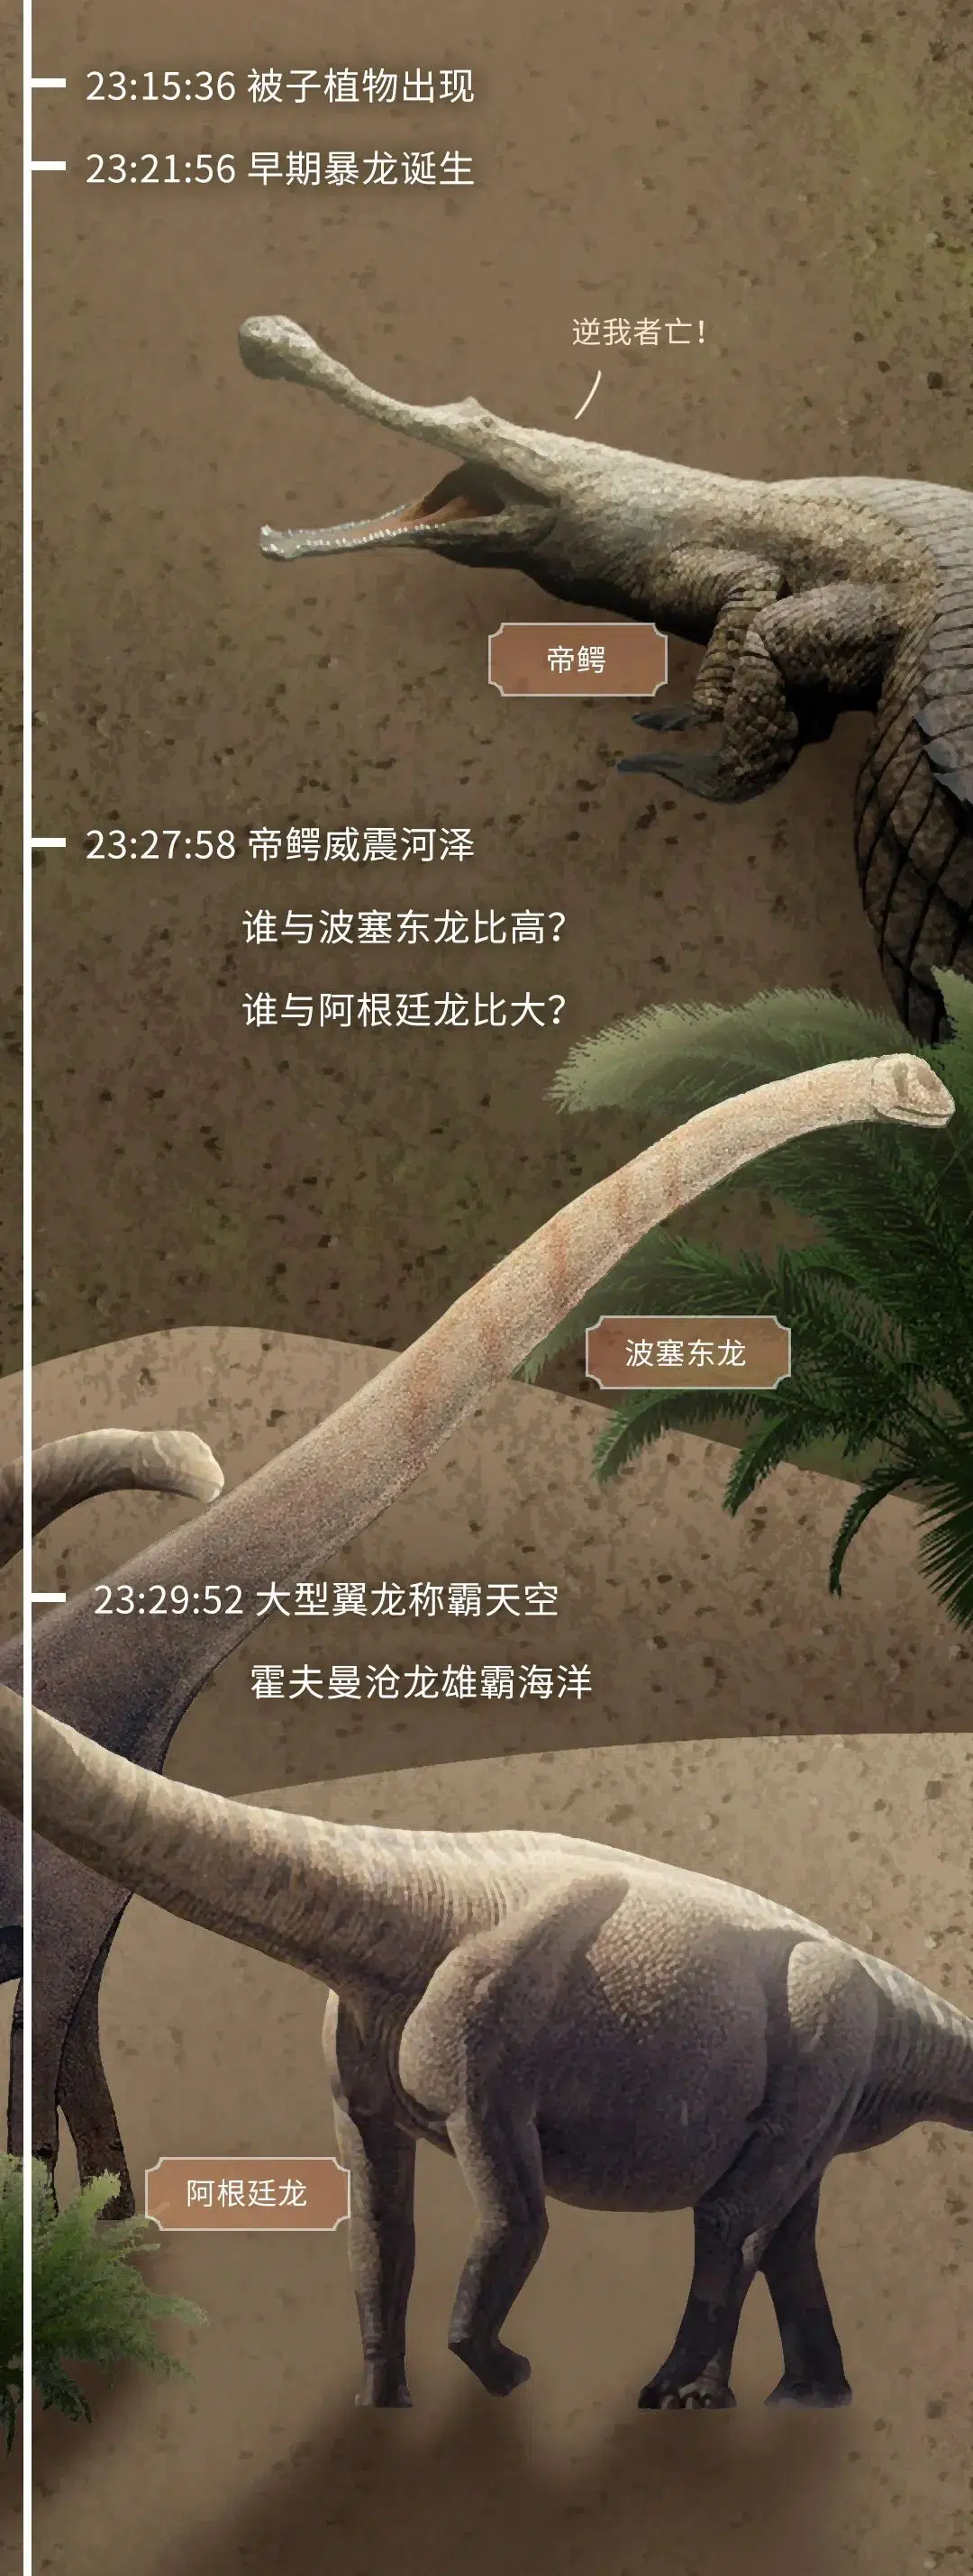 23:15:36 被子植物出现
23:21:56 早期暴龙诞生
逆我者亡！
帝鳄
23:27:58 帝鳄威震河泽
谁与波塞东龙比高？
谁与阿根廷龙比大？
波塞东龙
23:29:52 大型翼龙称霸天空
霍夫曼沧龙雄霸海洋
阿根廷龙